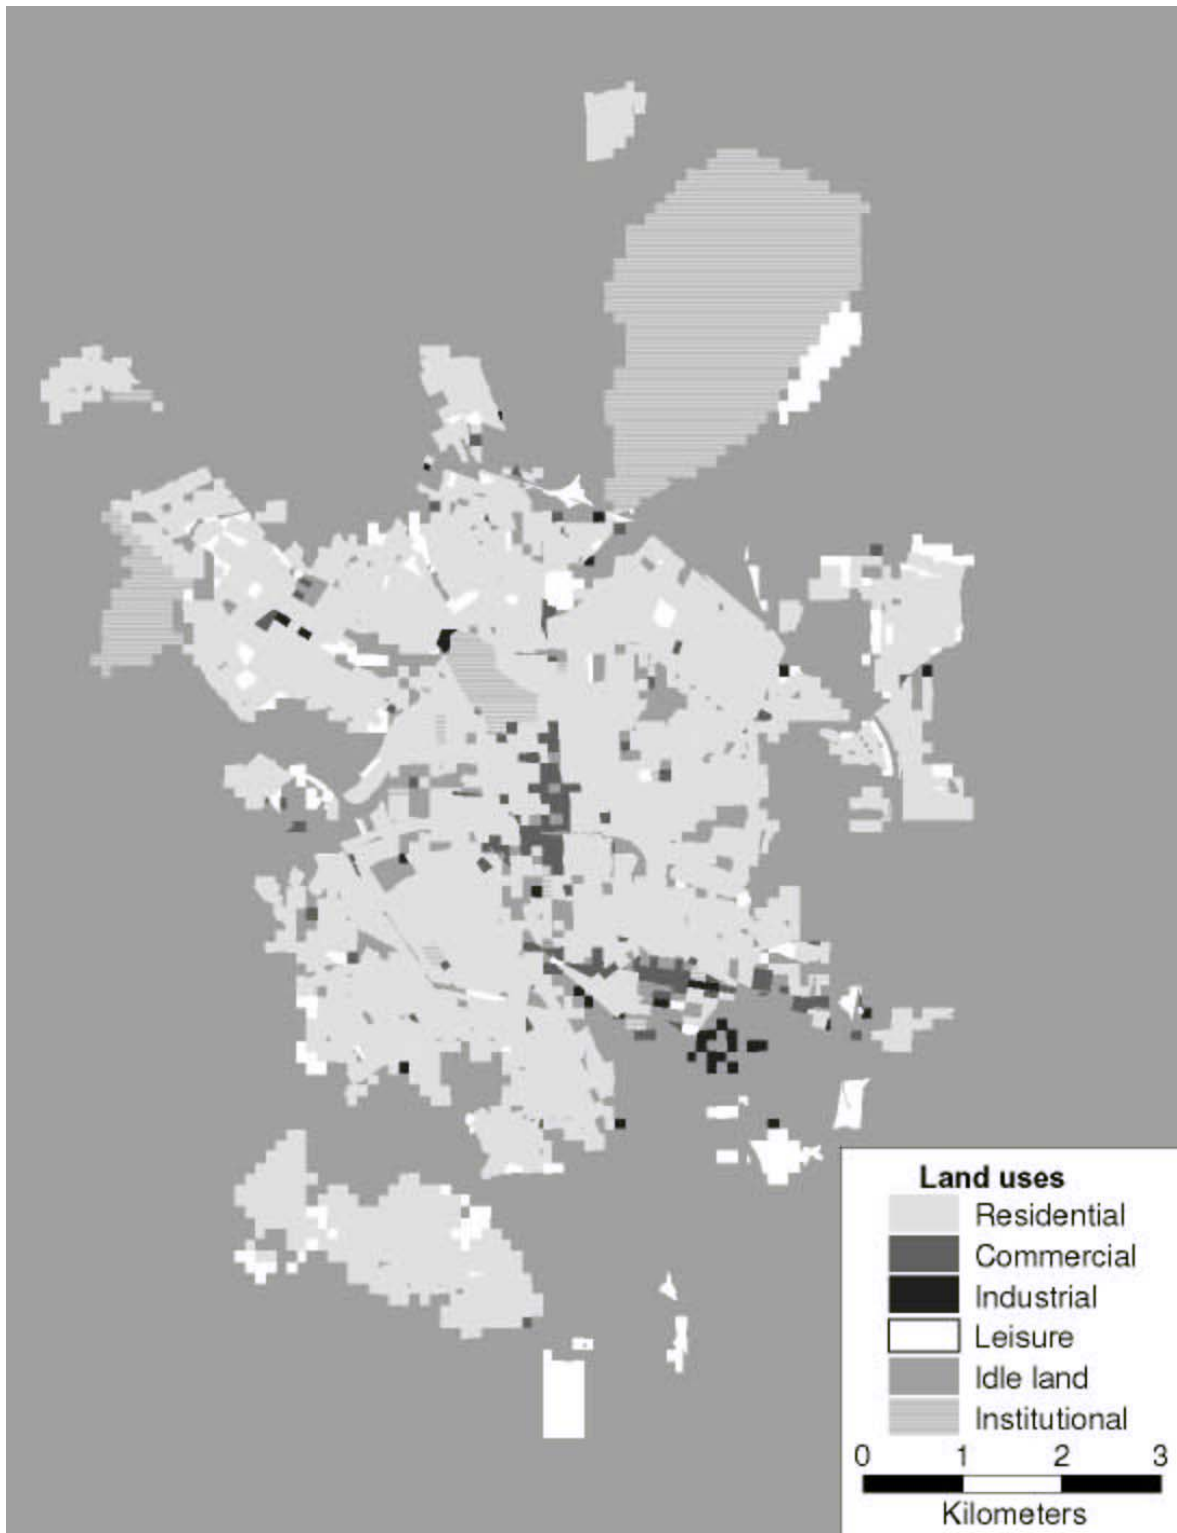 Land uses
Residential
Commercial
Industrial
Leisure
Idle land
Institutional
0 1 2 3
Kilometers